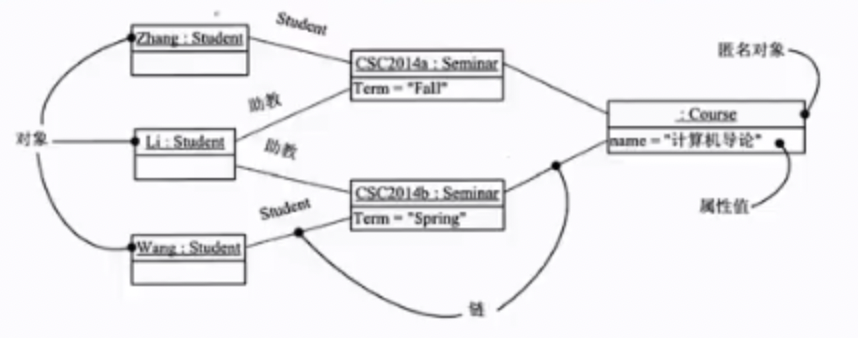 Student
Zhang : Student
匿名对象
CSC2014a : Seminar
Term = "Fall"
助教
: Course
对象
Li : Student
助教
name = "计算机导论"
CSC2014b : Seminar
Student
属性值
Term = "Spring"
Wang : Student
链